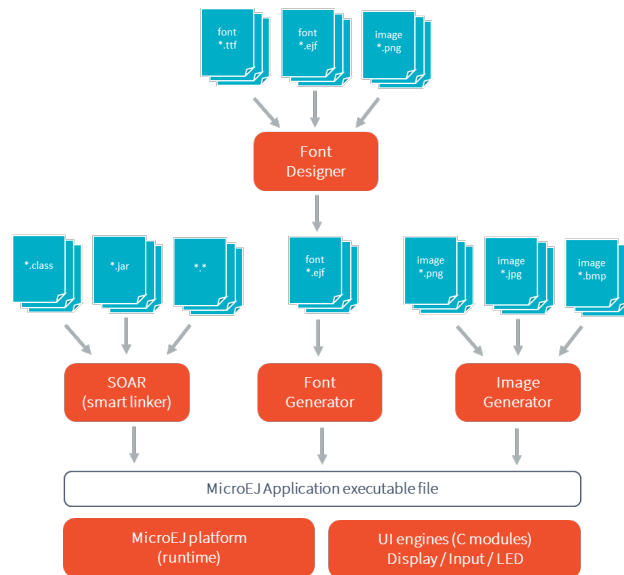 font
*.ttf
font
*.ejf
image
*.png
Font
Designer
*.class
*.jar
*.*
font
*.ejf
image
*.png
image
*.jpg
image
*.bmp
SOAR
(smart linker)
Font
Generator
Image
Generator
MicroEJ Application executable file
MicroEJ platform
(runtime)
UI engines (C modules)
Display / Input / LED